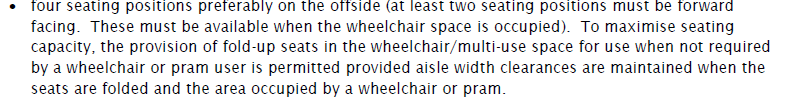 • four seating positions preferably on the offside (at least two seating positions must be forward
facing.  These must be available when the wheelchair space is occupied).  To maximise seating
capacity, the provision of fold-up seats in the wheelchair/multi-use space for use when not required
by a wheelchair or pram user is permitted provided aisle width clearances are maintained when the
seats are folded and the area occupied by a wheelchair or pram.